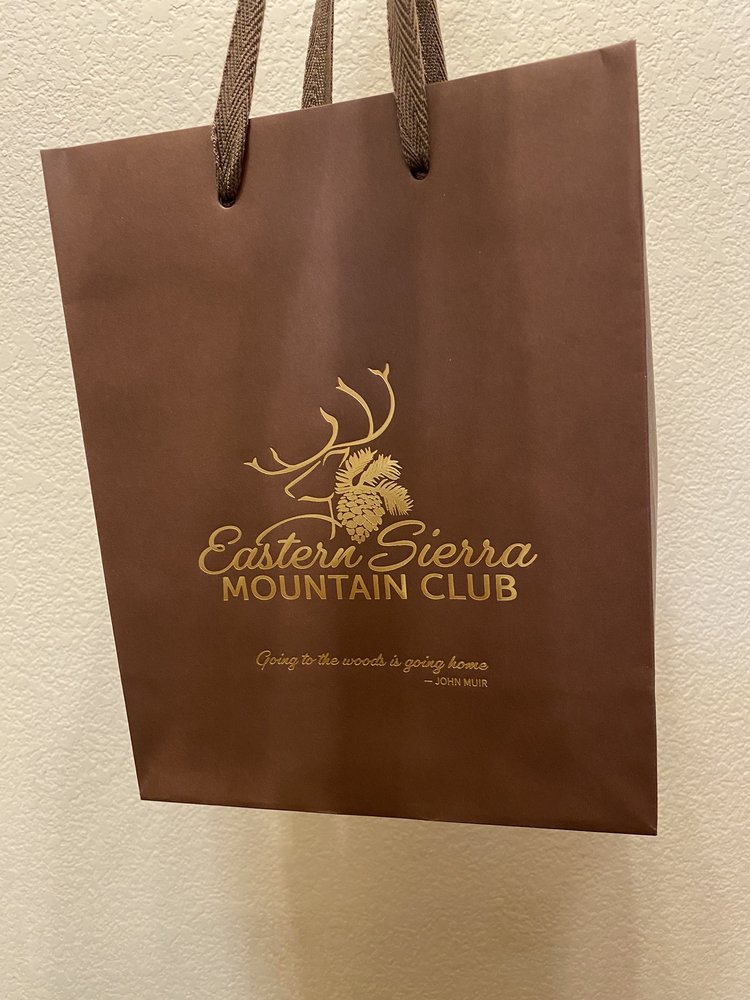 Eastern Sierra
MOUNTAIN CLUB
Going to the woods is going home
— JOHN MUIR